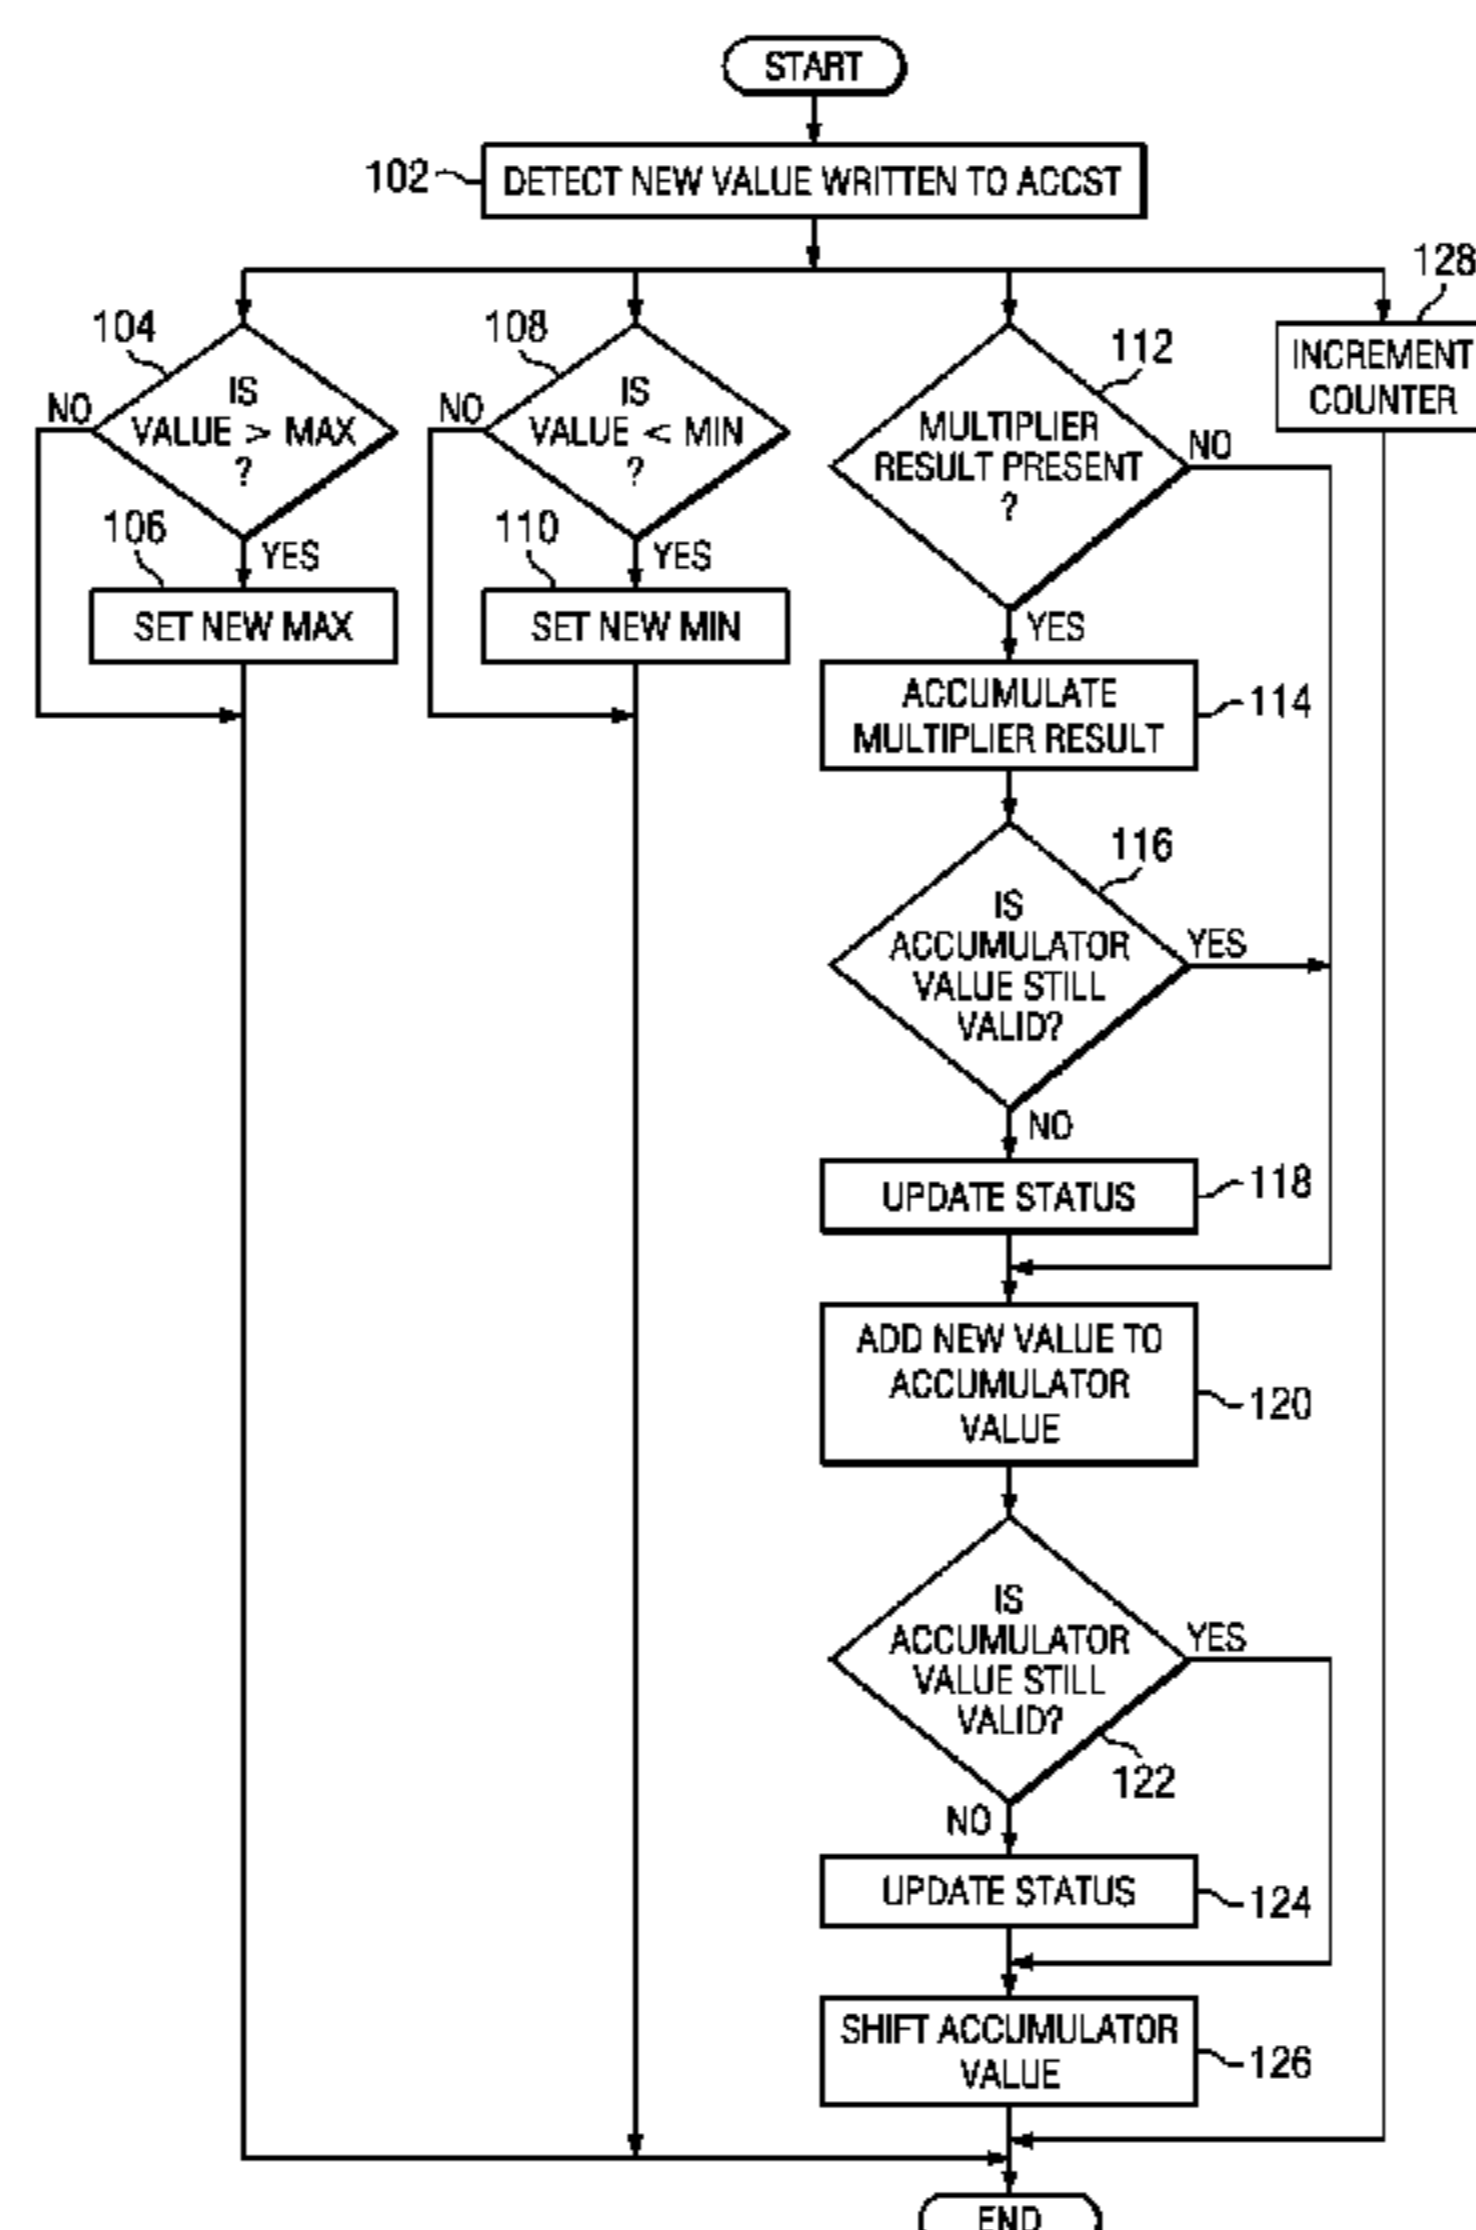 START
102
DETECT NEW VALUE WRITTEN TO ACCST
104
NO
IS
VALUE > MAX
?
YES
106
SET NEW MAX
108
NO
IS
VALUE < MIN
?
YES
110
SET NEW MIN
112
MULTIPLIER
RESULT PRESENT
?
NO
YES
ACCUMULATE
MULTIPLIER RESULT
114
116
IS
ACCUMULATOR
VALUE STILL
VALID?
YES
NO
UPDATE STATUS
118
ADD NEW VALUE TO
ACCUMULATOR
VALUE
120
IS
ACCUMULATOR
VALUE STILL
VALID?
YES
122
NO
UPDATE STATUS
124
SHIFT ACCUMULATOR
VALUE
126
128
INCREMENT
COUNTER
END